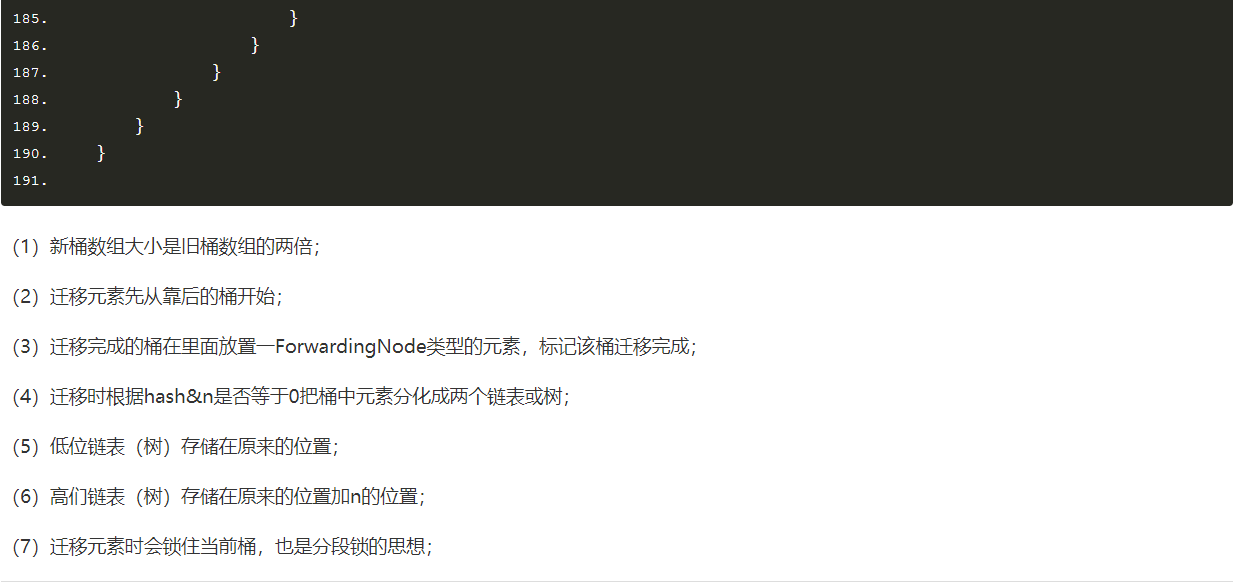 185. }
186. }
187. }
188. }
189. }
190. }
191.
（1）新桶数组大小是旧桶数组的两倍；
（2）迁移元素先从靠后的桶开始；
（3）迁移完成的桶在里面放置一ForwardingNode类型的元素，标记该桶迁移完成；
（4）迁移时根据hash&n是否等于0把桶中元素分化成两个链表或树；
（5）低位链表（树）存储在原来的位置；
（6）高们链表（树）存储在原来的位置加n的位置；
（7）迁移元素时会锁住当前桶，也是分段锁的思想；